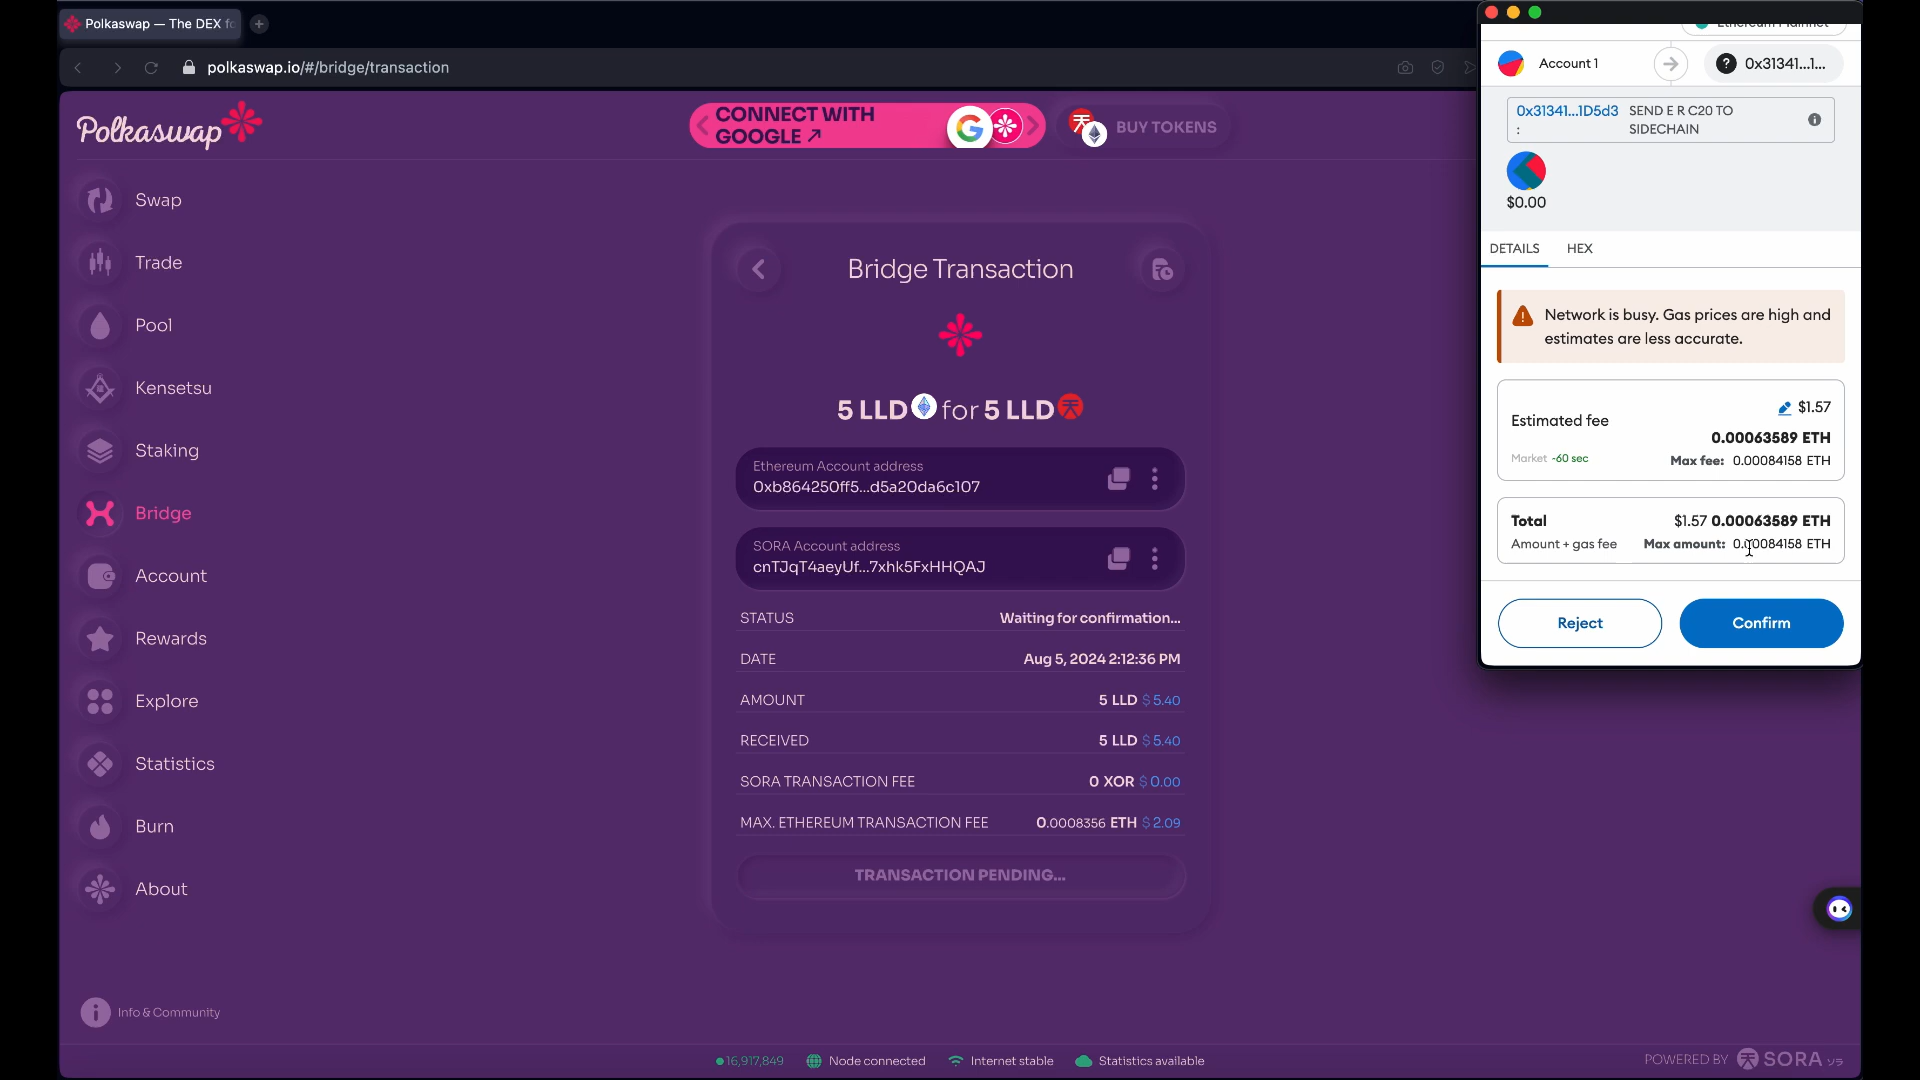 Polkaswap — The DEX fo
polkaswap.io/#/bridge/transaction
Polkaswap
CONNECT WITH
GOOGLE ↗
BUY TOKENS
Swap
Trade
Pool
Kensetsu
Staking
Bridge
Account
Rewards
Explore
Statistics
Burn
About
Info & Community
Bridge Transaction
5 LLD for 5 LLD
Ethereum Account address
0xb864250ff5...d5a20da6c107
SORA Account address
cnTJqT4aeyUf...7xhk5FxHHQAJ
STATUS Waiting for confirmation...
DATE Aug 5, 2024 2:12:36 PM
AMOUNT 5 LLD $ 5.40
RECEIVED 5 LLD $ 5.40
SORA TRANSACTION FEE 0 XOR $ 0.00
MAX. ETHEREUM TRANSACTION FEE 0.0008356 ETH $ 2.09
TRANSACTION PENDING...
16,917,849 Node connected Internet stable Statistics available
POWERED BY SORA ソラ
Ethereum Mainnet
Account 1 0x31341...1...
0x31341...1D5d3 SEND E R C20 TO
: SIDECHAIN
$0.00
DETAILS HEX
Network is busy. Gas prices are high and
estimates are less accurate.
$1.57
Estimated fee
0.00063589 ETH
Market ~60 sec Max fee: 0.00084158 ETH
Total $1.57 0.00063589 ETH
Amount + gas fee Max amount: 0.00084158 ETH
Reject Confirm